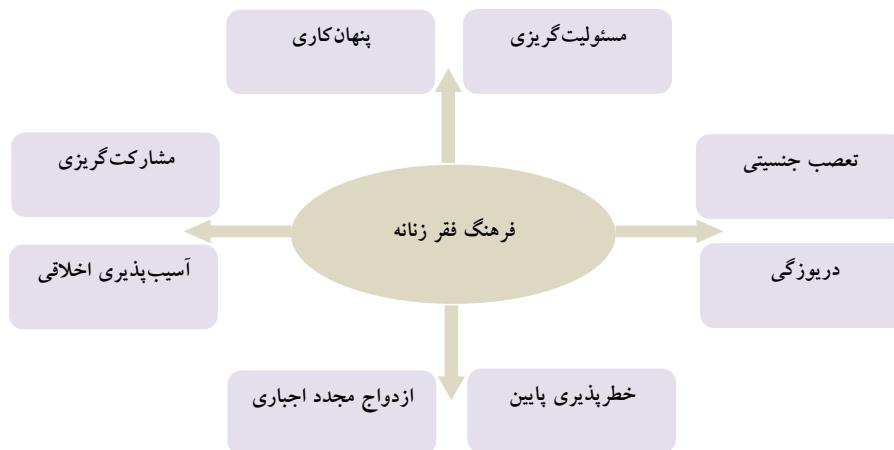 مسئولیت‌گریزی
پنهان‌کاری
تعصب جنسیتی
مشارکت‌گریزی
فرهنگ فقر زنانه
دریوزگی
آسیب‌پذیری اخلاقی
خطرپذیری پایین
ازدواج مجدد اجباری